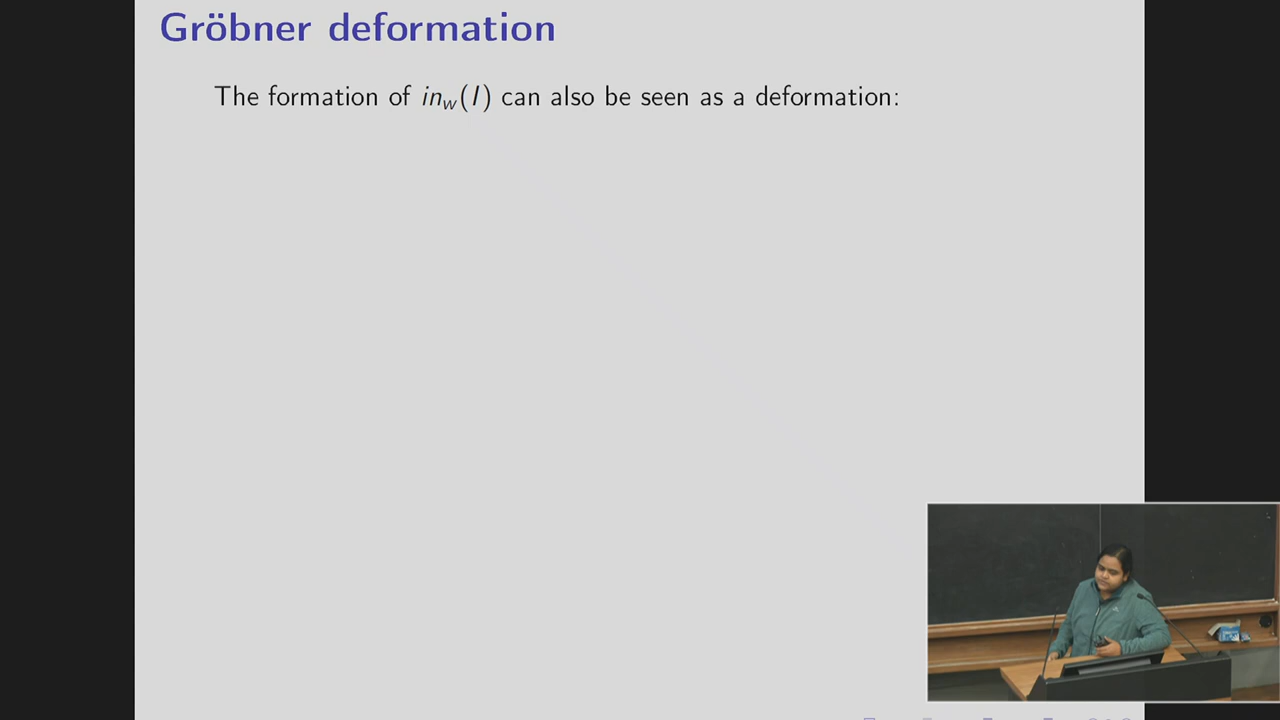 Gröbner deformation
The formation of in_w(I) can also be seen as a deformation: